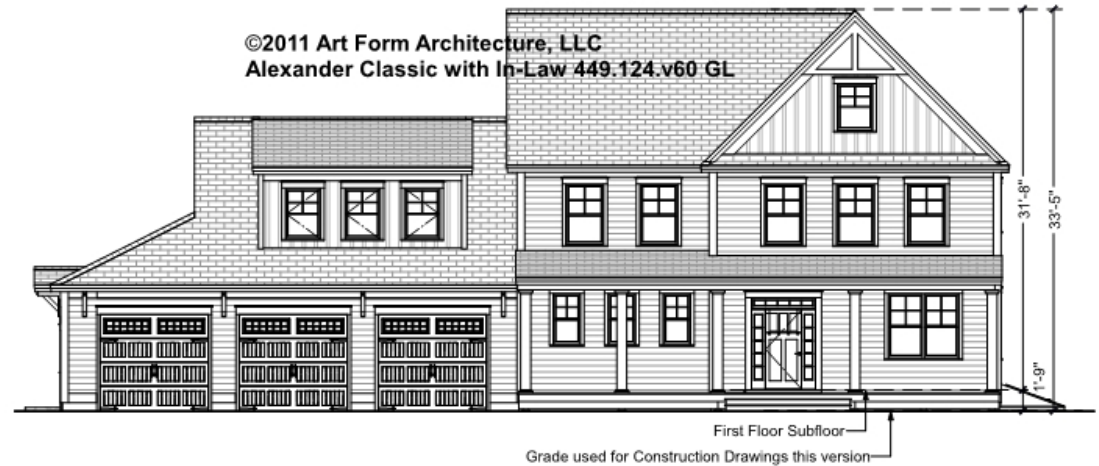 ©2011 Art Form Architecture, LLC
Alexander Classic with In-Law 449.124.v60 GL
31'-8"
33'-5"
1'-9"
First Floor Subfloor
Grade used for Construction Drawings this version